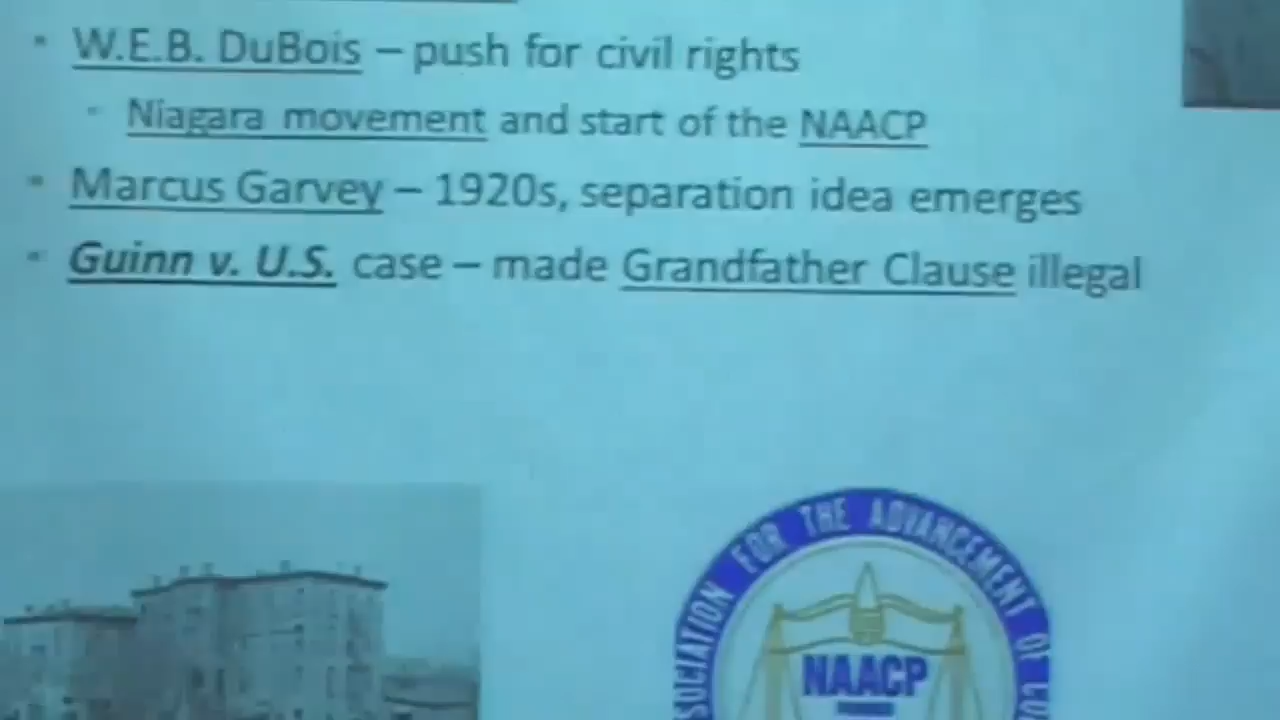 W.E.B. DuBois – push for civil rights
Niagara movement and start of the NAACP
Marcus Garvey – 1920s, separation idea emerges
Guinn v. U.S. case – made Grandfather Clause illegal
FOR THE ADVANCEMENT OF
NAACP